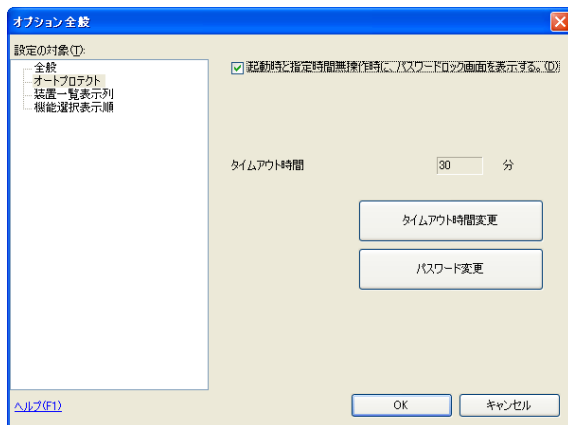 オプション全般
設定の対象(T):
全般
オートプロテクト
装置一覧表示列
機能選択表示順
起動時と指定時間無操作時に、パスワードロック画面を表示する。(D)
タイムアウト時間 30 分
タイムアウト時間変更
パスワード変更
ヘルプ(F1)
OK キャンセル